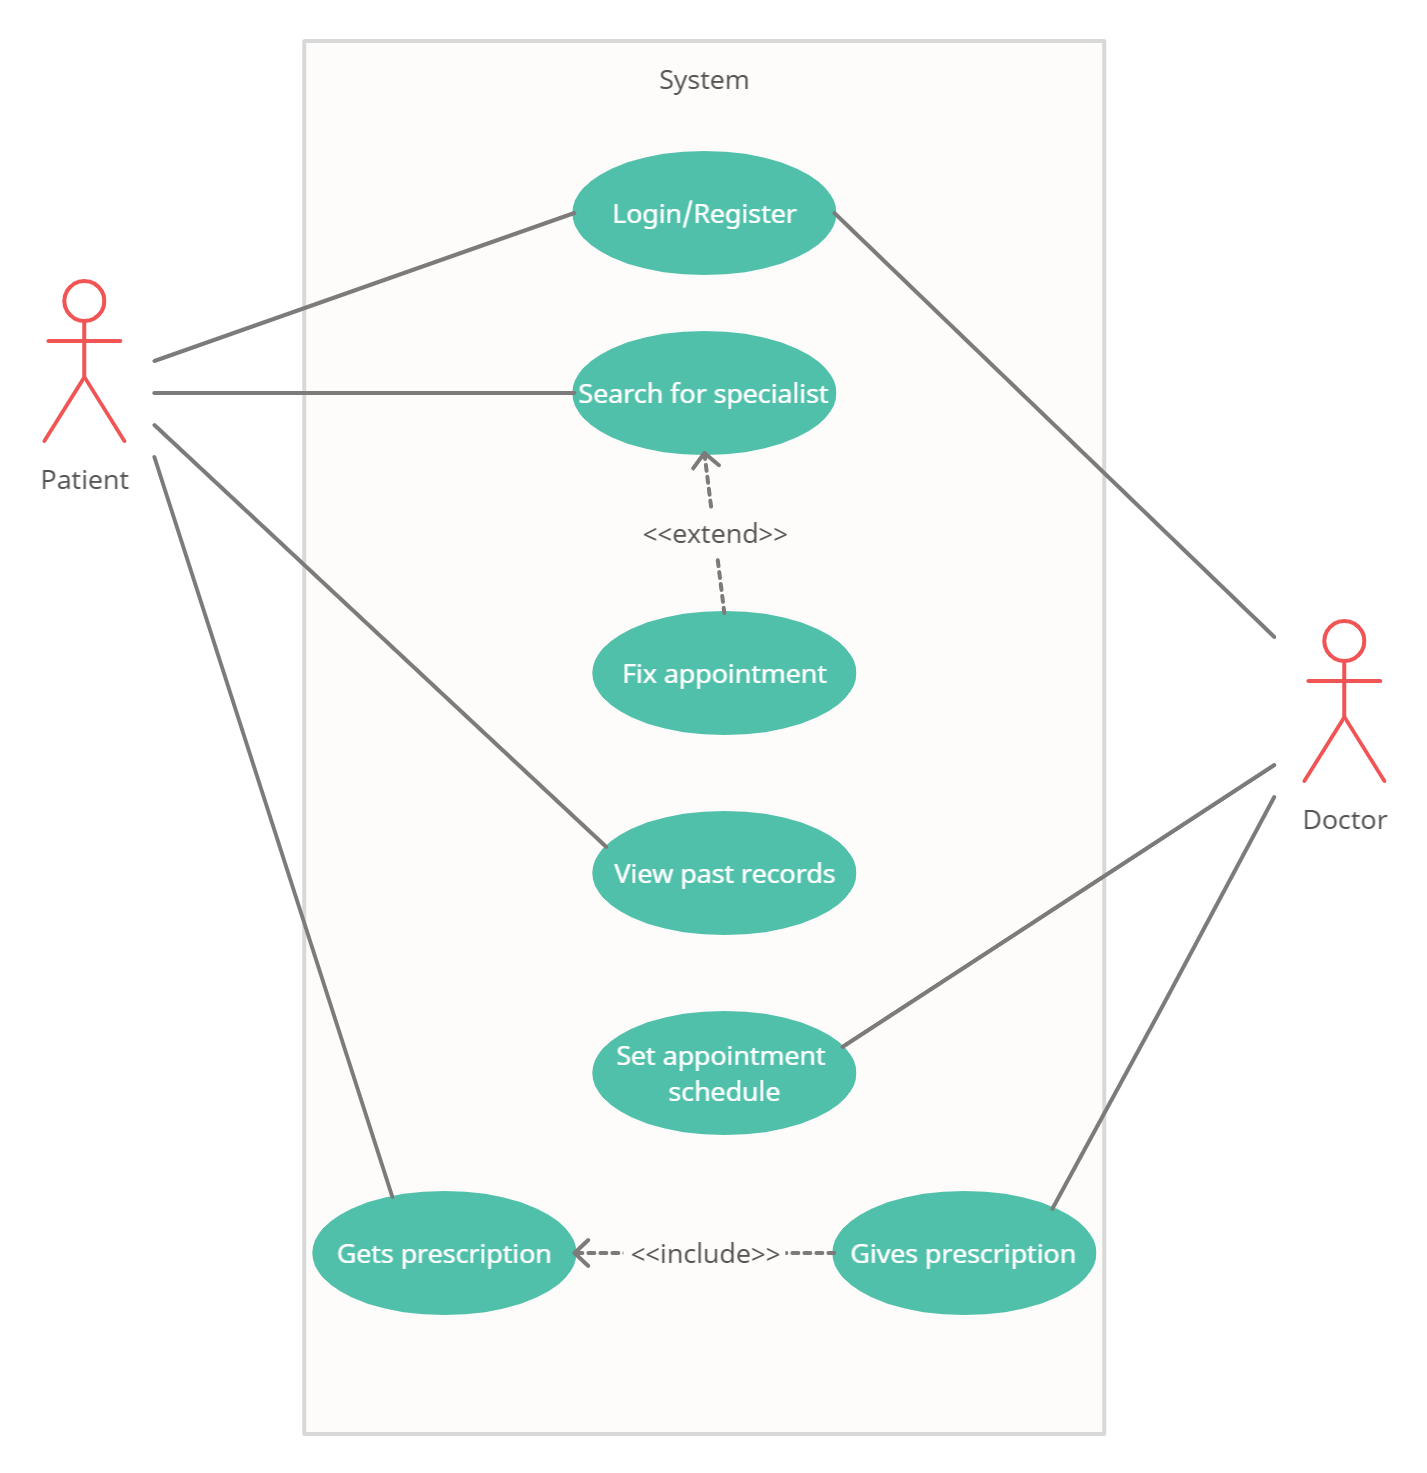 System
Login/Register
Search for specialist
Patient
<<extend>>
Fix appointment
Doctor
View past records
Set appointment
schedule
Gets prescription
<<include>>
Gives prescription